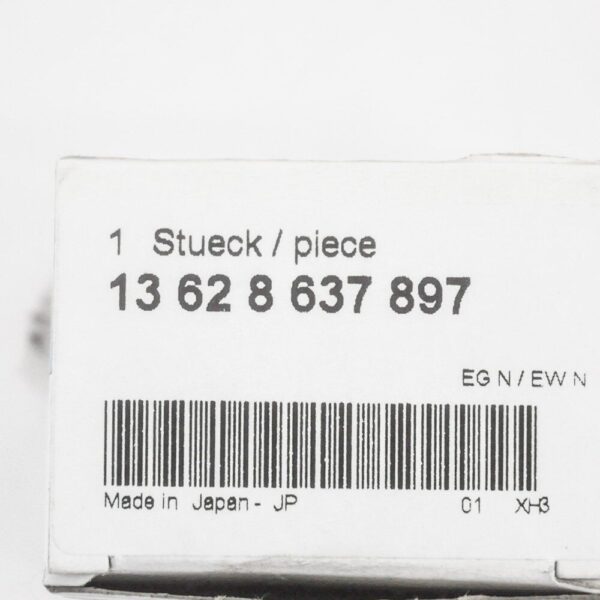 1 Stueck / piece
13 62 8 637 897
EG N / EW N
Made in Japan - JP 01 XH3